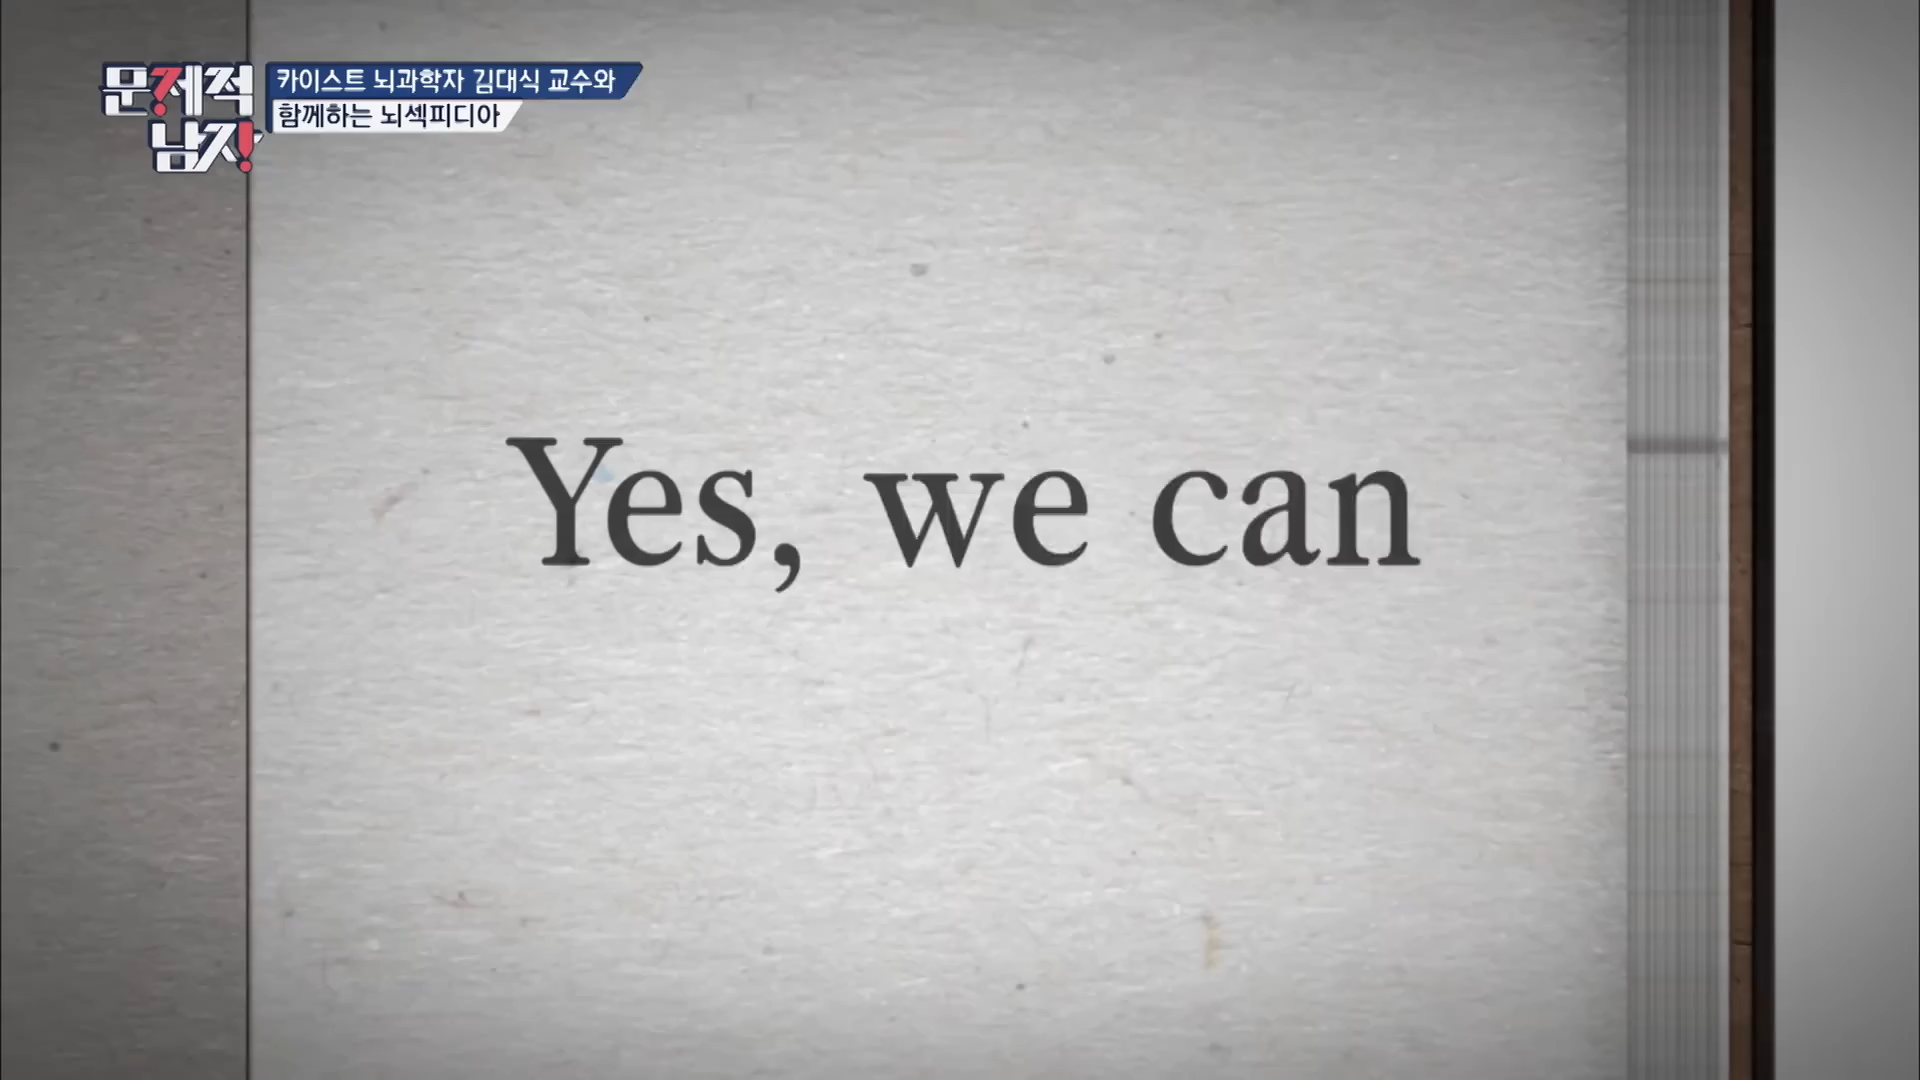 문제적
남자
카이스트 뇌과학자 김대식 교수와
함께하는 뇌섹피디아
Yes, we can